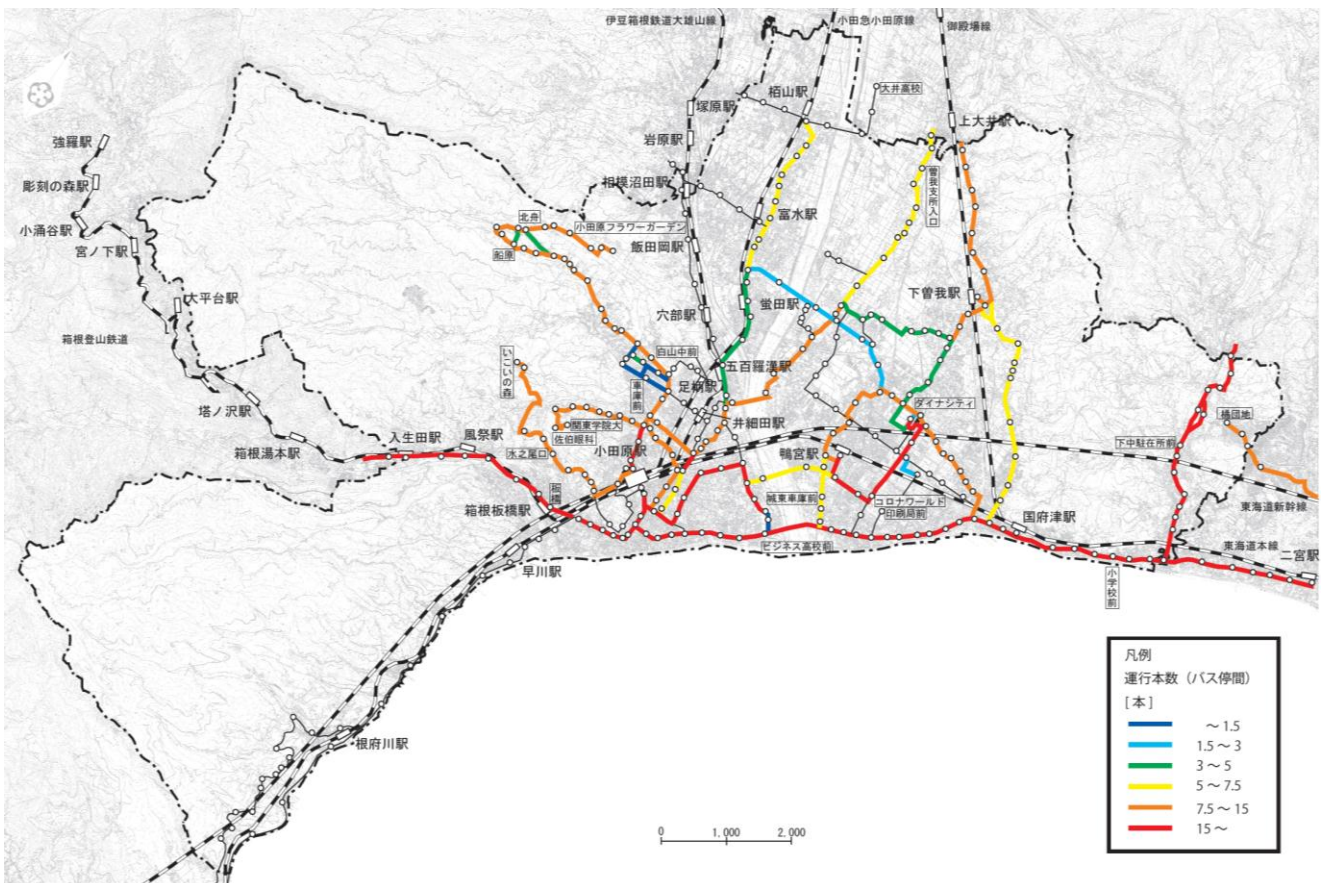 伊豆箱根鉄道大雄山線
小田急小田原線
御殿場線
大井高校
栢山駅
塚原駅
上大井駅
岩原駅
強羅駅
彫刻の森駅
相模沼田駅
曽我支所入口
小涌谷駅
宮ノ下駅
北舟
小田原フラワーガーデン
富水駅
船原
飯田岡駅
大平台駅
下曽我駅
蛍田駅
穴部駅
箱根登山鉄道
白山中前
いこいの森
車庫前
五百羅漢駅
足柄駅
塔ノ沢駅
ダイナシティ
橘団地
関東学院大
井細田駅
入生田駅
風祭駅
佐伯眼科
下中駐在所前
箱根湯本駅
水之尾口
小田原駅
鴨宮駅
板橋
城東車庫前
コロナワールド
東海道新幹線
箱根板橋駅
印刷局前
国府津駅
ビジネス高校前
東海道本線
二宮駅
早川駅
小学校前
凡例
運行本数（バス停間）
[本]
～1.5
1.5～3
3～5
5～7.5
7.5～15
15～
根府川駅
0 1,000 2,000